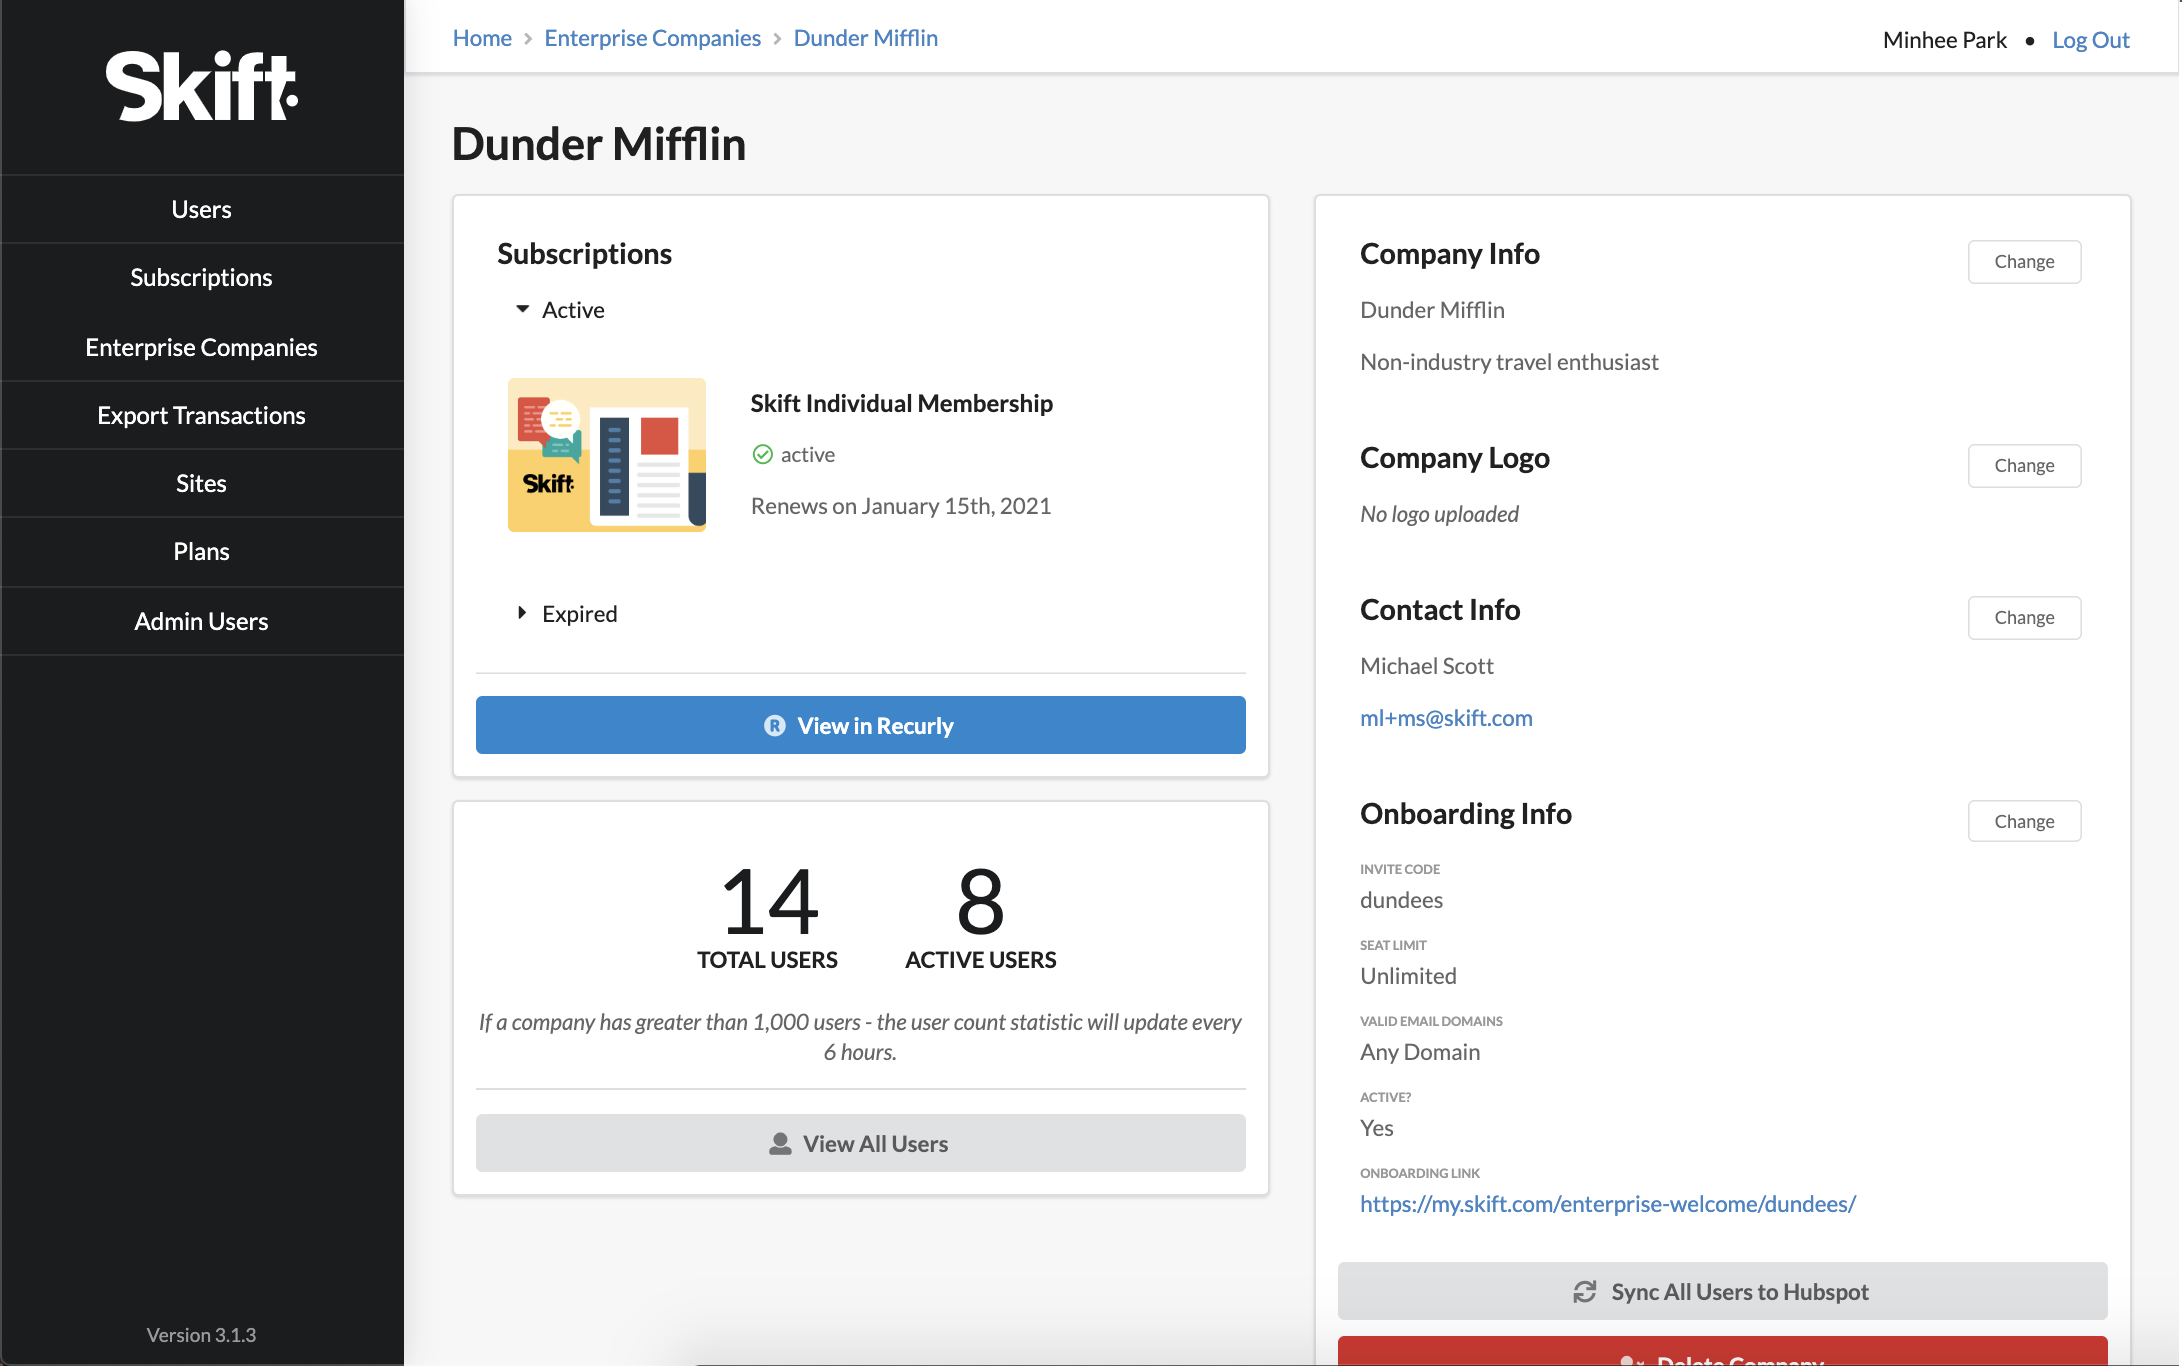 Skift
Users
Subscriptions
Enterprise Companies
Export Transactions
Sites
Plans
Admin Users
Version 3.1.3
Home > Enterprise Companies > Dunder Mifflin
Minhee Park • Log Out
Dunder Mifflin
Subscriptions
Active
Skift
Skift Individual Membership
active
Renews on January 15th, 2021
Expired
R View in Recurly
14
TOTAL USERS
8
ACTIVE USERS
If a company has greater than 1,000 users - the user count statistic will update every
6 hours.
View All Users
Company Info
Change
Dunder Mifflin
Non-industry travel enthusiast
Company Logo
Change
No logo uploaded
Contact Info
Change
Michael Scott
ml+ms@skift.com
Onboarding Info
Change
INVITE CODE
dundees
SEAT LIMIT
Unlimited
VALID EMAIL DOMAINS
Any Domain
ACTIVE?
Yes
ONBOARDING LINK
https://my.skift.com/enterprise-welcome/dundees/
Sync All Users to Hubspot
Delete Company